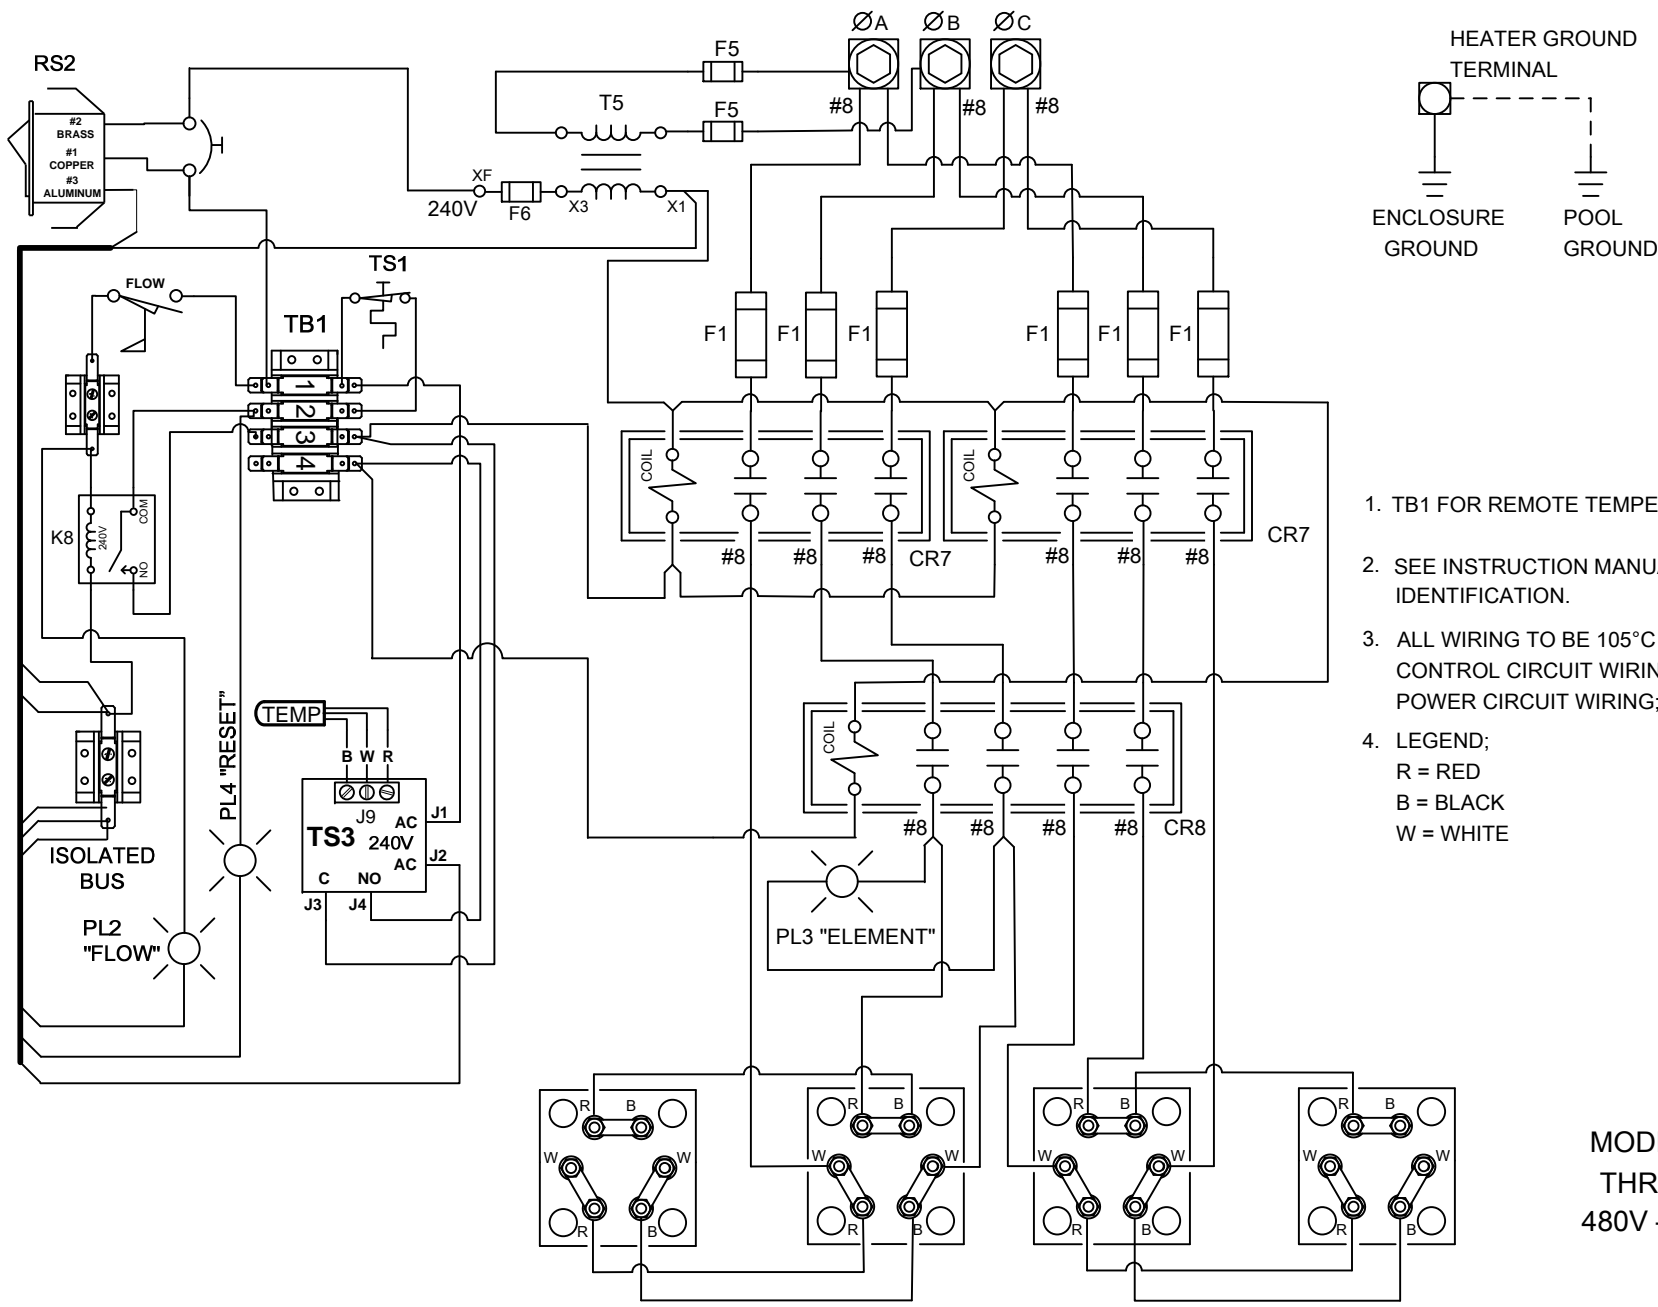 RS2
#2
BRASS
#1
COPPER
#3
ALUMINUM
ØA
ØB
ØC
F5
T5
F5
#8
#8
#8
XF
240V
F6
X3
X1
HEATER GROUND
TERMINAL
ENCLOSURE
GROUND
POOL
GROUND
FLOW
TS1
TB1
1
2
3
4
F1
F1
F1
F1
F1
F1
COIL
COIL
K8
240V
COM
NO
#8
#8
#8
CR7
#8
#8
#8
CR7
1. TB1 FOR REMOTE TEMPE
2. SEE INSTRUCTION MANUA
IDENTIFICATION.
3. ALL WIRING TO BE 105°C
CONTROL CIRCUIT WIRIN
POWER CIRCUIT WIRING;
4. LEGEND;
R = RED
B = BLACK
W = WHITE
PL4 "RESET"
TEMP
B W R
J9
TS3 240V
AC
J1
AC
J2
C
NO
J3
J4
ISOLATED
BUS
PL2
"FLOW"
COIL
#8
#8
#8
#8
CR8
PL3 "ELEMENT"
R B
W W
R B
R B
W W
R B
R B
W W
R B
R B
W W
R B
MOD
THR
480V